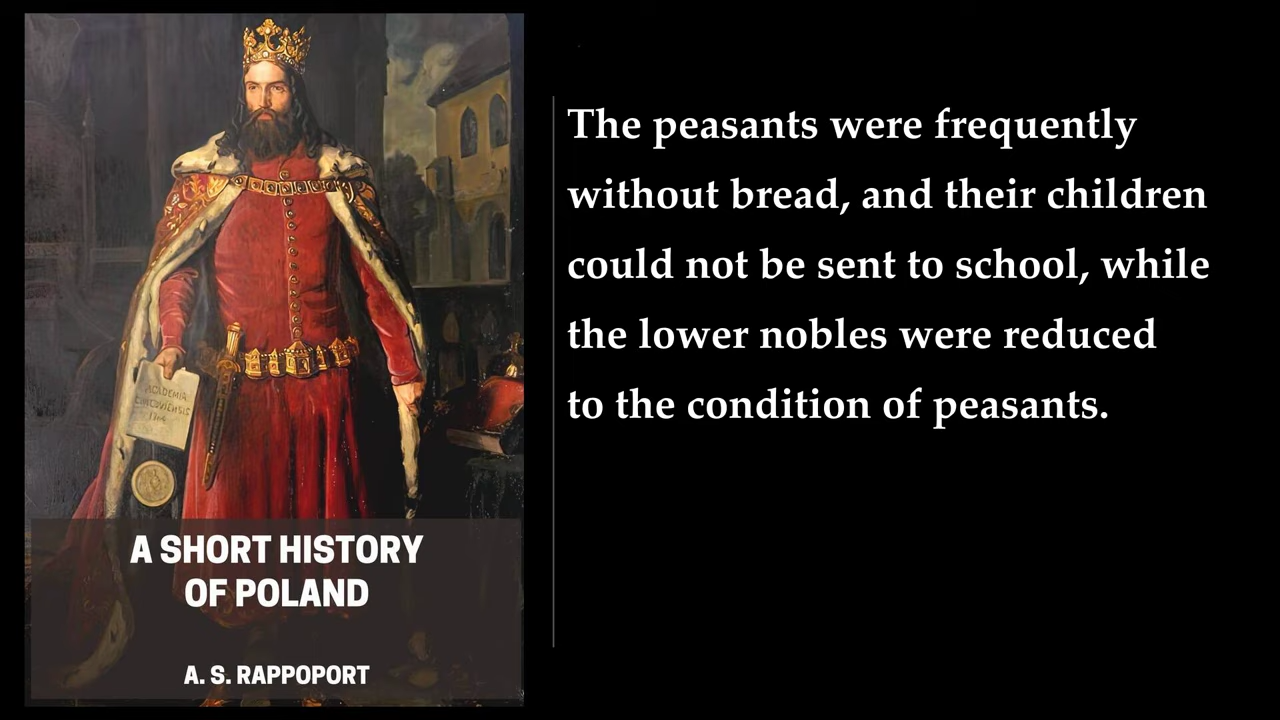 ACADEMIA
A SHORT HISTORY
OF POLAND
A. S. RAPPOPORT
The peasants were frequently
without bread, and their children
could not be sent to school, while
the lower nobles were reduced
to the condition of peasants.